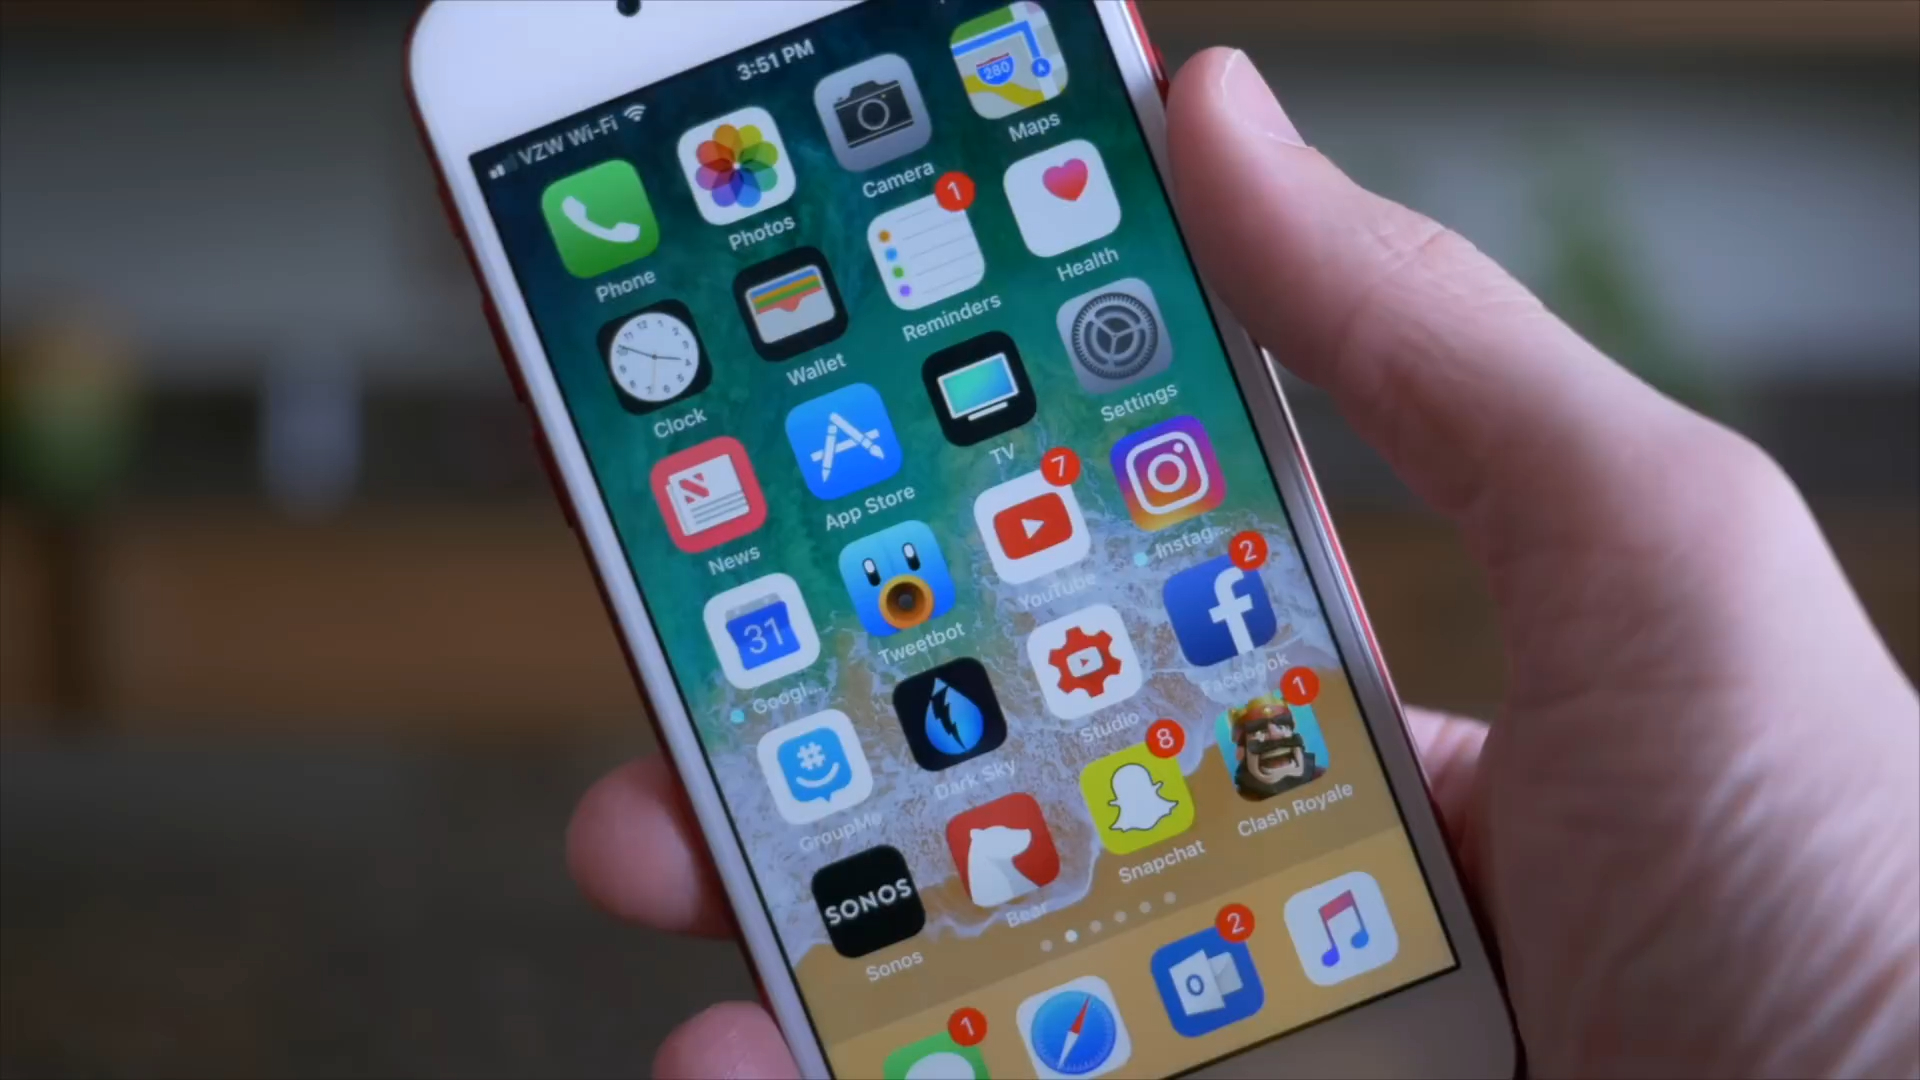 VZW Wi-Fi
3:51 PM
280
Phone
Photos
Camera
Maps
Clock
Wallet
1
Reminders
Health
News
App Store
TV
Settings
31
Googl...
Tweetbot
7
YouTube
Instag...
GroupMe
Dark Sky
Studio
2
Facebook
SONOS
Sonos
Bear
8
Snapchat
1
Clash Royale
1
2
O